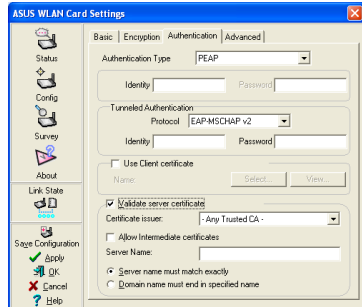 ASUS WLAN Card Settings
Status
Config
Survey
About
Link State
Save Configuration
Apply
OK
Cancel
Help
Basic Encryption Authentication Advanced
Authentication Type PEAP
Identity Password
Tunneled Authentication
Protocol EAP-MSCHAP v2
Identity Password
Use Client certificate
Name: Select... View...
Validate server certificate
Certificate issuer: - Any Trusted CA -
Allow Intermediate certificates
Server Name:
Server name must match exactly
Domain name must end in specified name